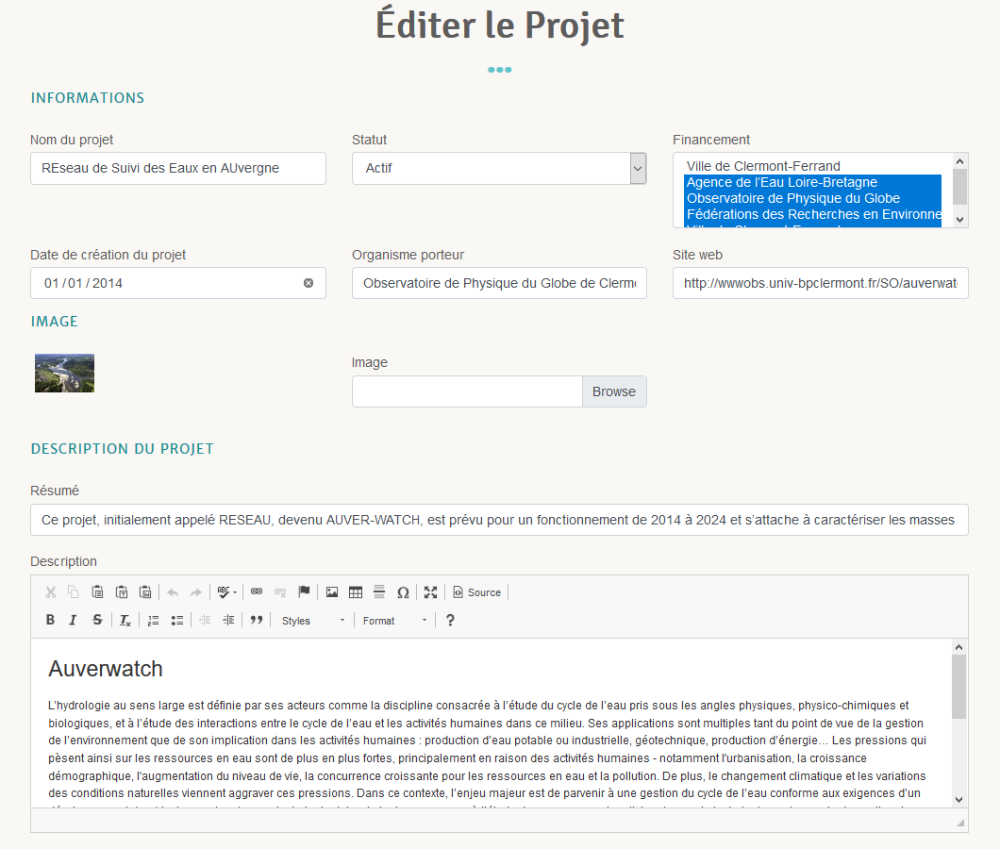 Éditer le Projet
INFORMATIONS
Nom du projet
Statut
Financement
REseau de Suivi des Eaux en AUvergne
Actif
Ville de Clermont-Ferrand
Agence de l'Eau Loire-Bretagne
Observatoire de Physique du Globe
Fédérations des Recherches en Environne
Date de création du projet
Organisme porteur
Site web
01 / 01 / 2014
Observatoire de Physique du Globe de Clerm
http://wwwobs.univ-bpclermont.fr/SO/auverwat
IMAGE
Image
Browse
DESCRIPTION DU PROJET
Résumé
Ce projet, initialement appelé RESEAU, devenu AUVER-WATCH, est prévu pour un fonctionnement de 2014 à 2024 et s'attache à caractériser les masses
Description
Source
Styles
Format
Auverwatch
L'hydrologie au sens large est définie par ses acteurs comme la discipline consacrée à l'étude du cycle de l'eau pris sous les angles physiques, physico-chimiques et
biologiques, et à l'étude des interactions entre le cycle de l'eau et les activités humaines dans ce milieu. Ses applications sont multiples tant du point de vue de la gestion
de l'environnement que de son implication dans les activités humaines : production d'eau potable ou industrielle, géotechnique, production d'énergie… Les pressions qui
pèsent ainsi sur les ressources en eau sont de plus en plus fortes, principalement en raison des activités humaines - notamment l'urbanisation, la croissance
démographique, l'augmentation du niveau de vie, la concurrence croissante pour les ressources en eau et la pollution. De plus, le changement climatique et les variations
des conditions naturelles viennent aggraver ces pressions. Dans ce contexte, l'enjeu majeur est de parvenir à une gestion du cycle de l'eau conforme aux exigences d'un